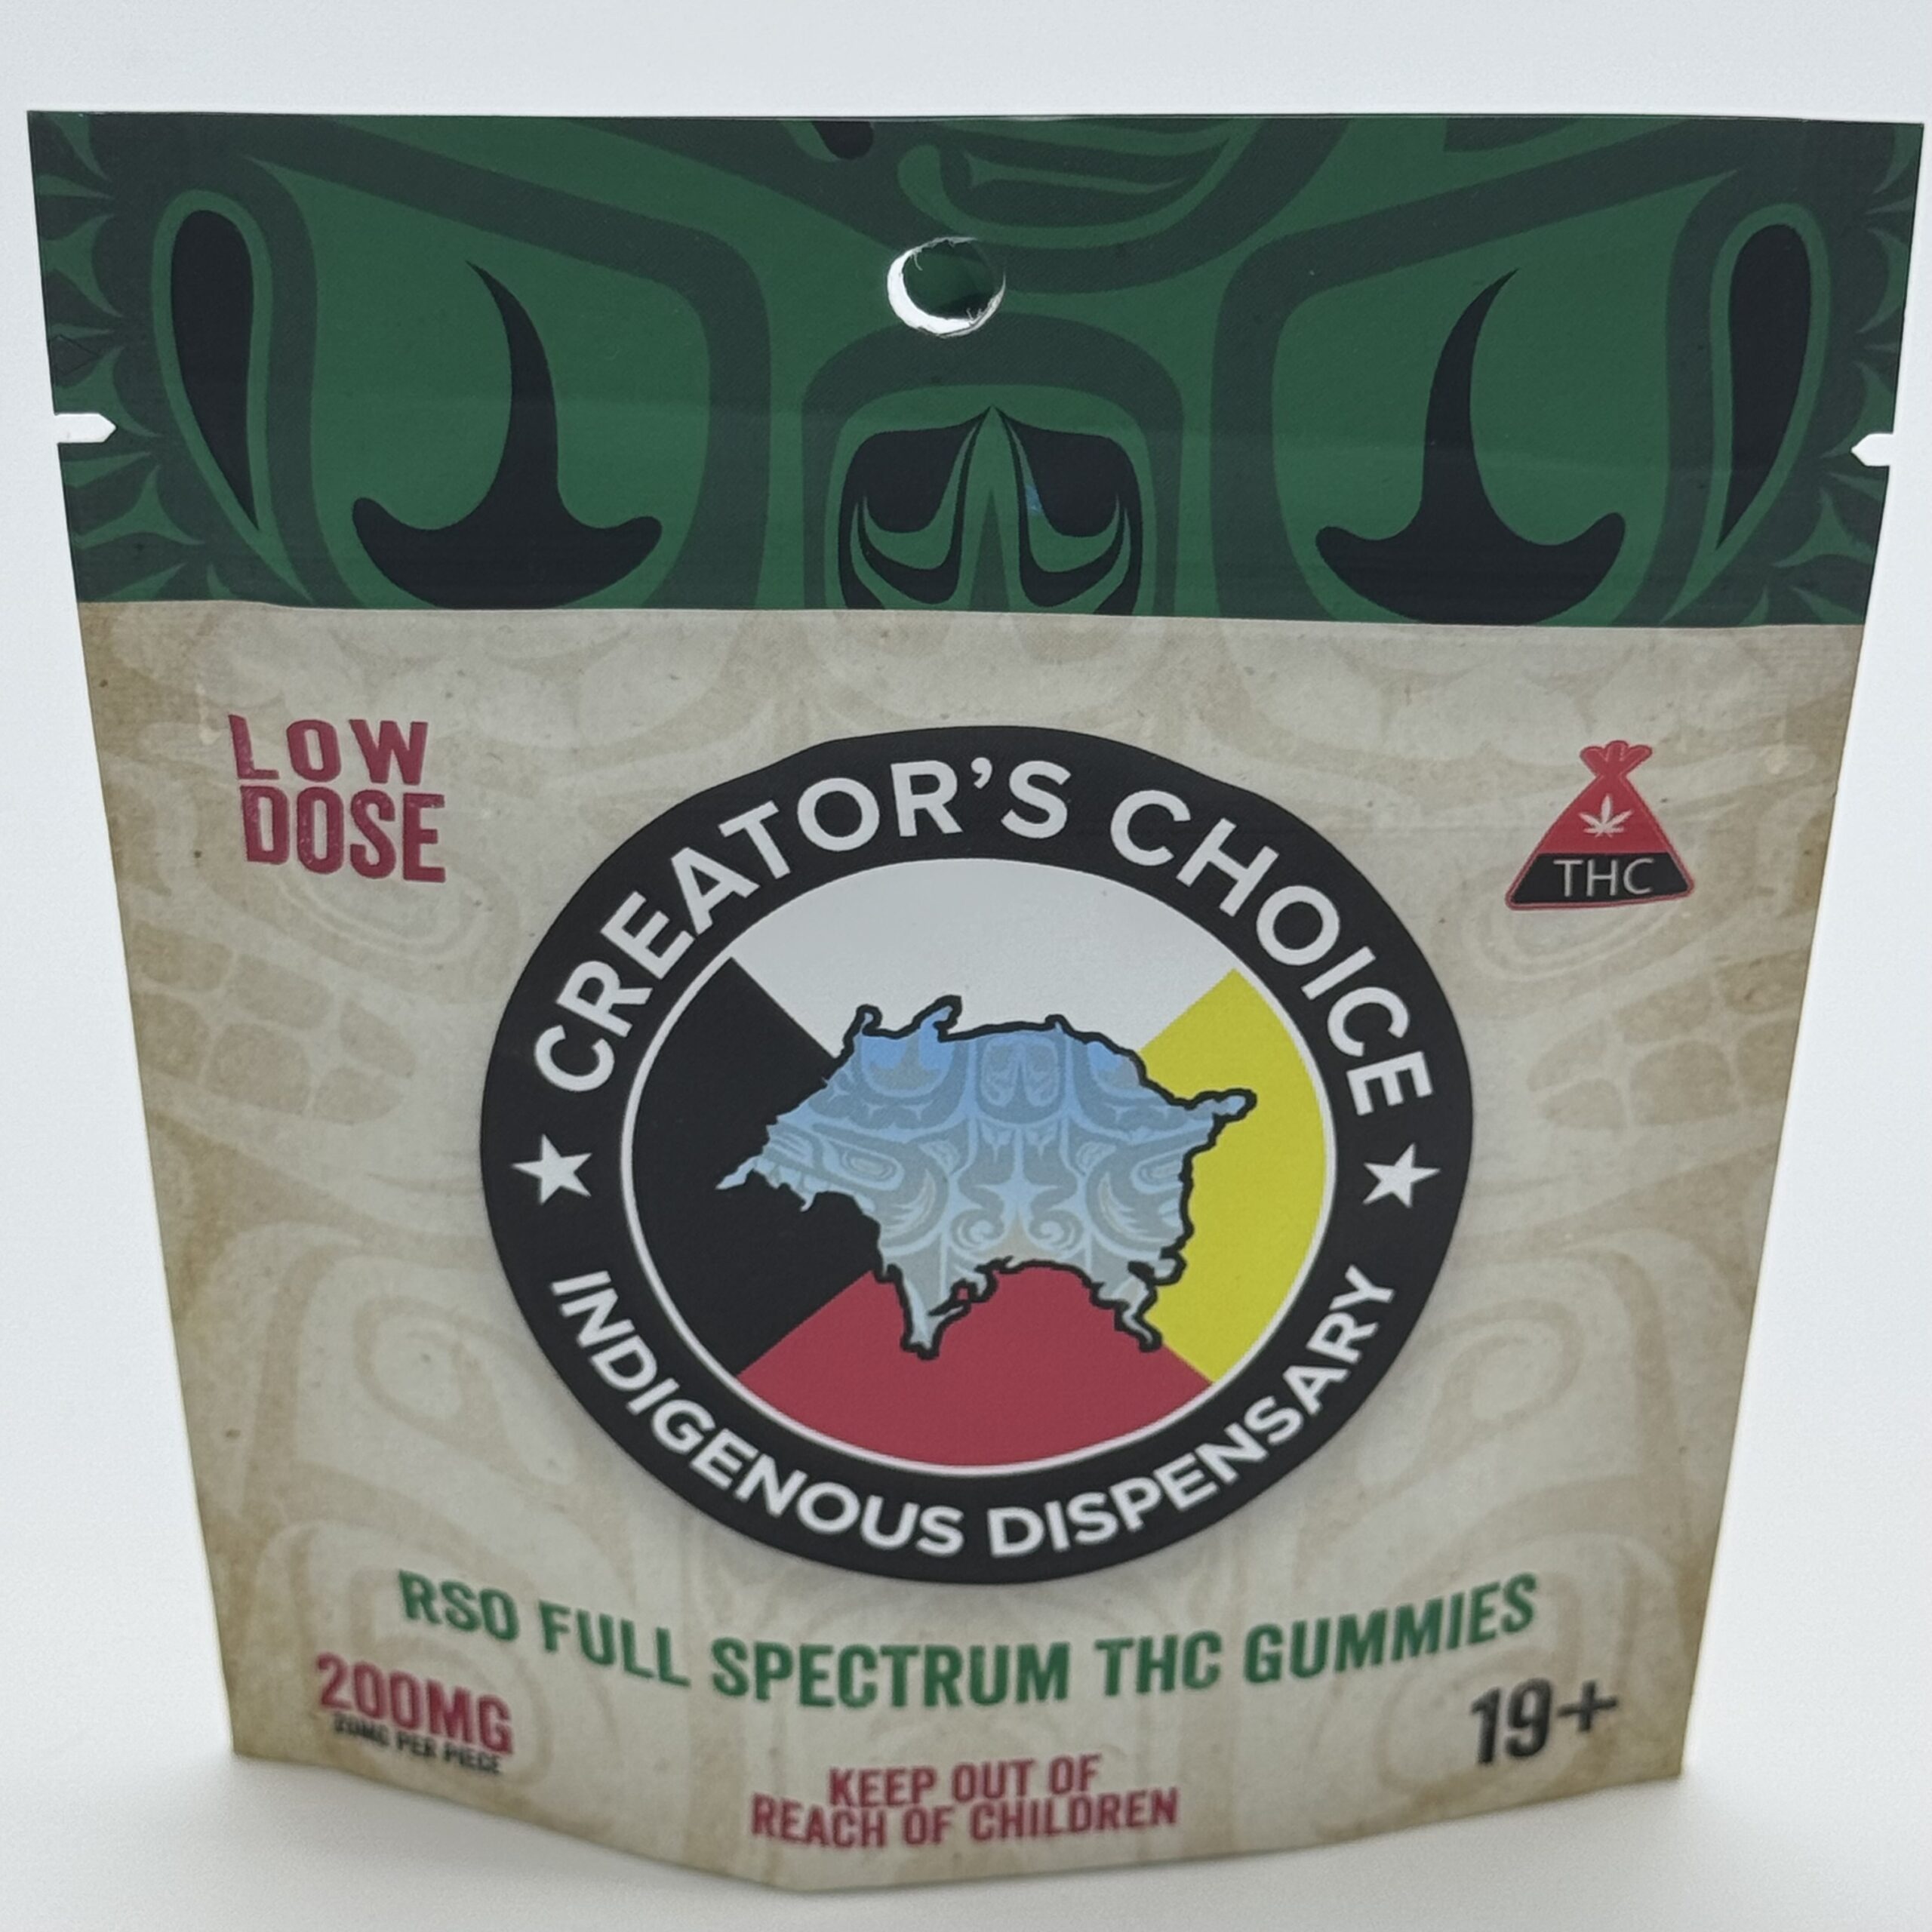 LOW
DOSE
THC
CREATOR'S CHOICE
INDIGENOUS DISPENSARY
RSO FULL SPECTRUM THC GUMMIES
200MG
20MG PER PIECE
19+
KEEP OUT OF
REACH OF CHILDREN